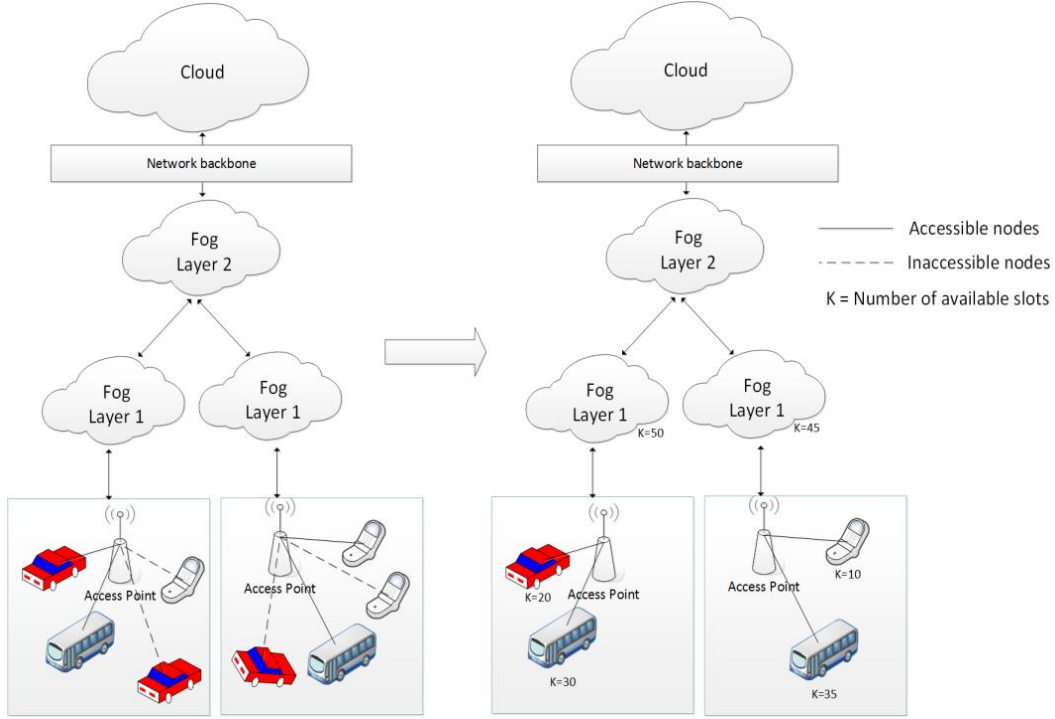 Cloud
Network backbone
Fog
Layer 2
Fog
Layer 1
Fog
Layer 1
Access Point
Access Point
Cloud
Network backbone
Fog
Layer 2
Fog
Layer 1
K=50
Fog
Layer 1
K=45
Access Point
K=20
K=30
Access Point
K=10
K=35
Accessible nodes
Inaccessible nodes
K = Number of available slots